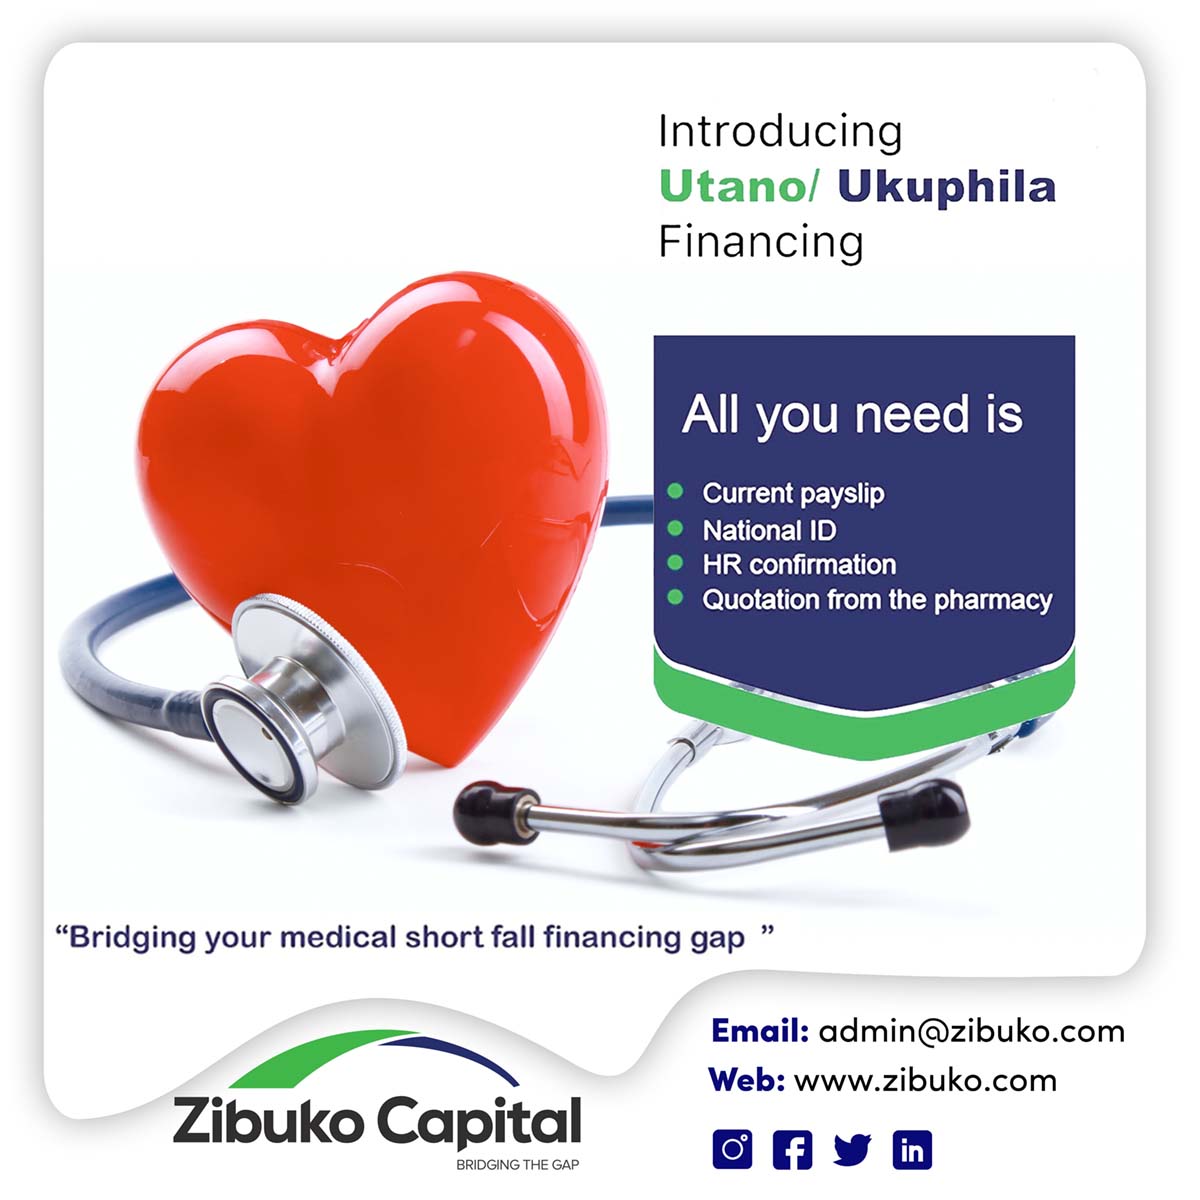 Introducing
Utano/ Ukuphila
Financing
All you need is
Current payslip
National ID
HR confirmation
Quotation from the pharmacy
“Bridging your medical short fall financing gap ”
Zibuko Capital
BRIDGING THE GAP
Email: admin@zibuko.com
Web: www.zibuko.com